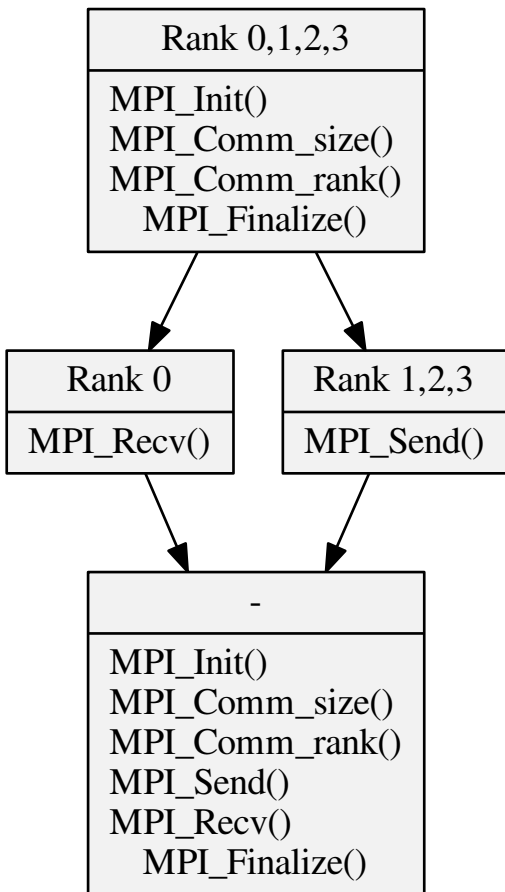 Rank 0,1,2,3
MPI_Init()
MPI_Comm_size()
MPI_Comm_rank()
MPI_Finalize()
Rank 0
MPI_Recv()
Rank 1,2,3
MPI_Send()
-
MPI_Init()
MPI_Comm_size()
MPI_Comm_rank()
MPI_Send()
MPI_Recv()
MPI_Finalize()